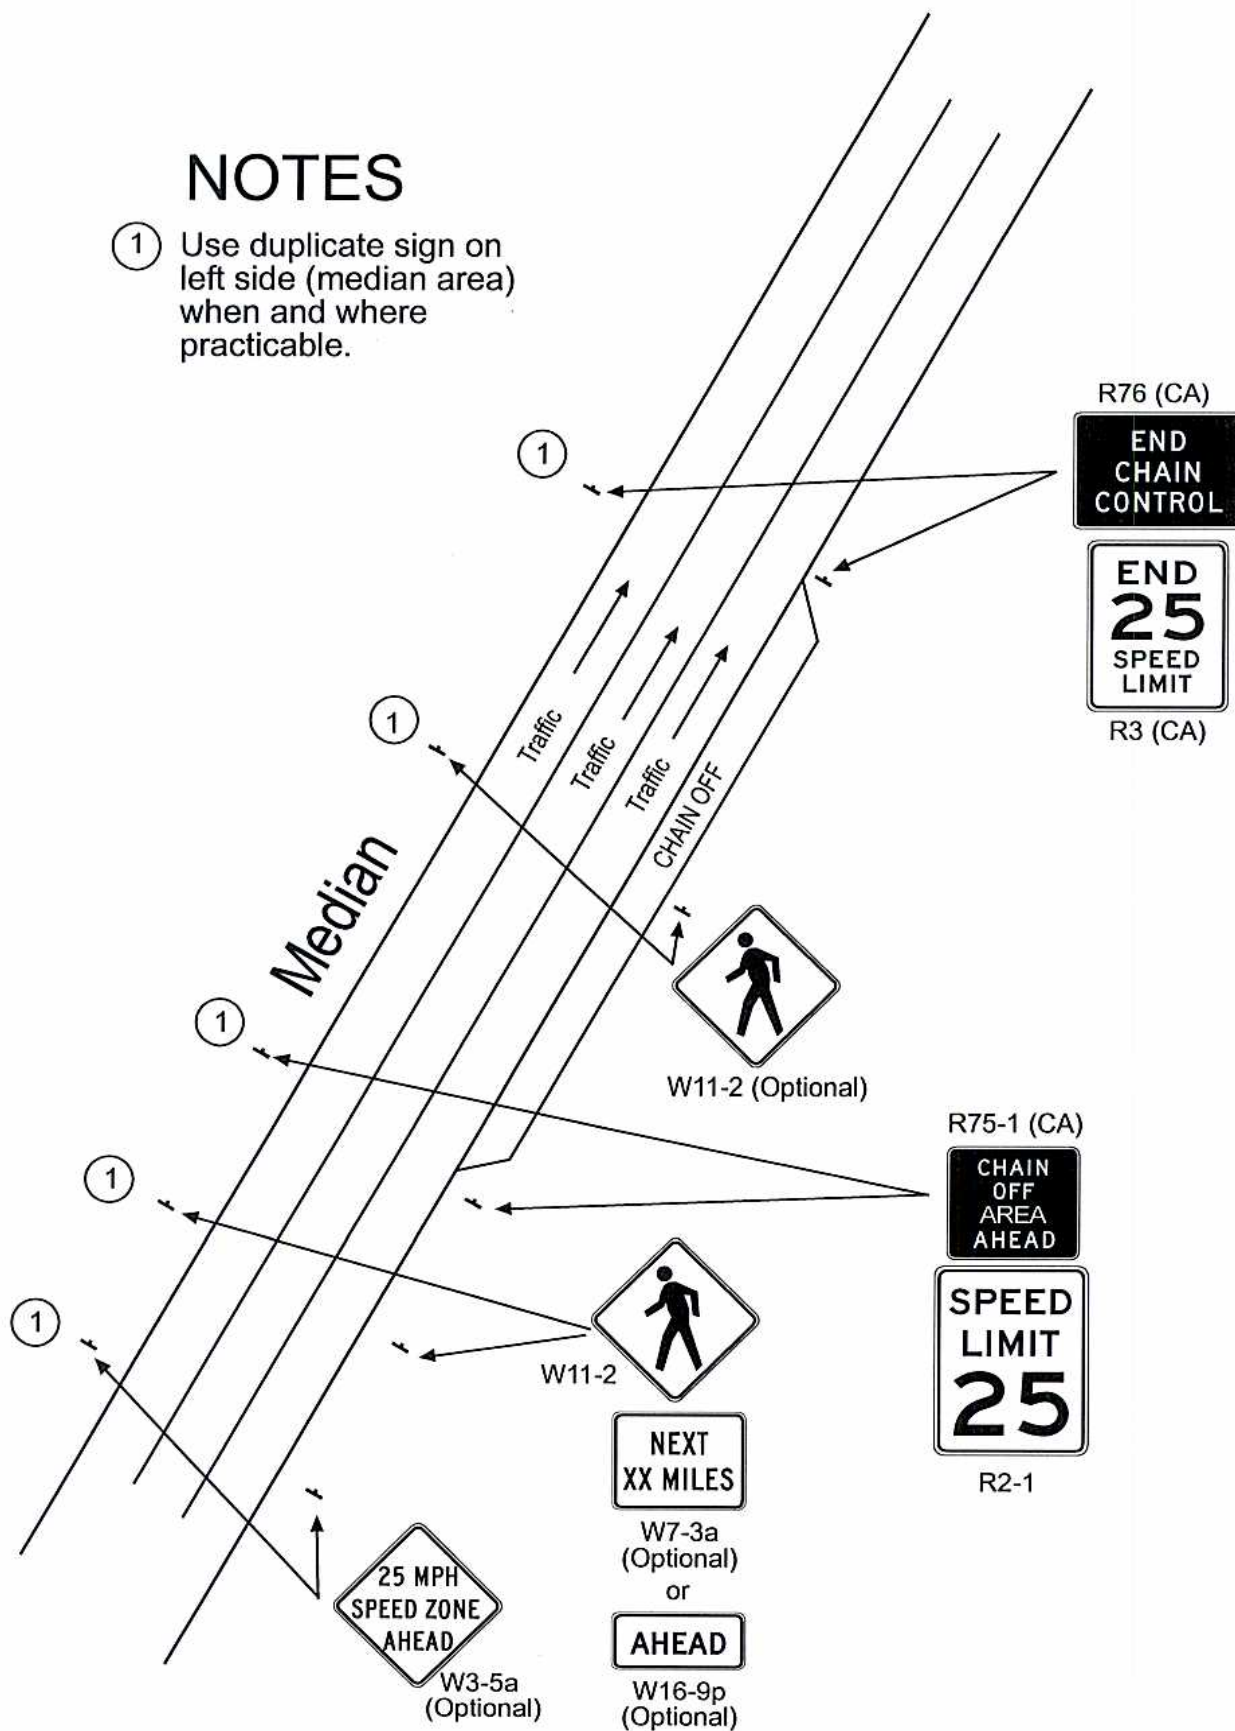 NOTES
1 Use duplicate sign on
left side (median area)
when and where
practicable.
R76 (CA)
END
CHAIN
CONTROL
1
END
25
SPEED
LIMIT
R3 (CA)
1
Traffic
Traffic
Traffic
CHAIN OFF
Median
W11-2 (Optional)
1
R75-1 (CA)
CHAIN
OFF
AREA
AHEAD
1
SPEED
LIMIT
25
R2-1
1
W11-2
NEXT
XX MILES
W7-3a
(Optional)
or
AHEAD
W16-9p
(Optional)
25 MPH
SPEED ZONE
AHEAD
W3-5a
(Optional)